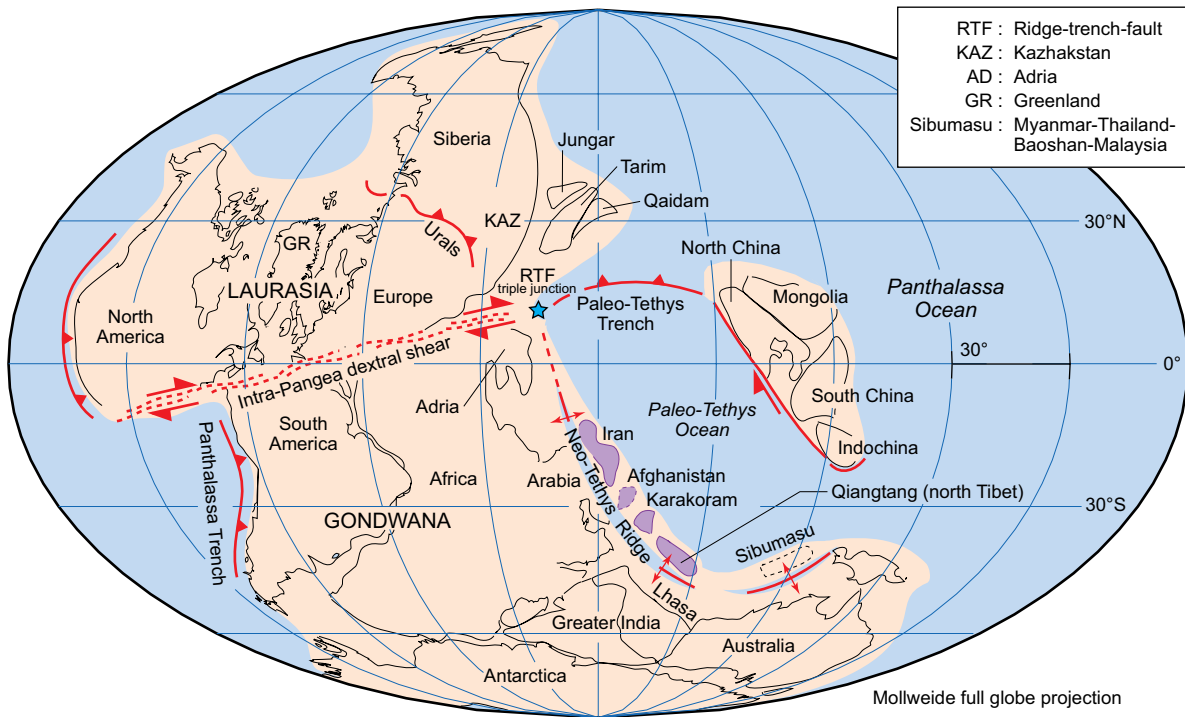 RTF : Ridge-trench-fault
KAZ : Kazhakstan
AD : Adria
GR : Greenland
Sibumasu : Myanmar-Thailand-
Baoshan-Malaysia
Siberia
Jungar
Tarim
Qaidam
KAZ
30°N
Urals
GR
North China
RTF
triple junction
LAURASIA
Europe
Mongolia
Panthalassa
Ocean
Paleo-Tethys
Trench
North
America
Intra-Pangea dextral shear
30°
0°
Adria
South China
Paleo-Tethys
Ocean
South
America
Indochina
Iran
Panthalassa Trench
Neo-Tethys Ridge
Africa
Arabia
Afghanistan
Karakoram
Qiangtang (north Tibet)
30°S
GONDWANA
Sibumasu
Lhasa
Greater India
Australia
Antarctica
Mollweide full globe projection